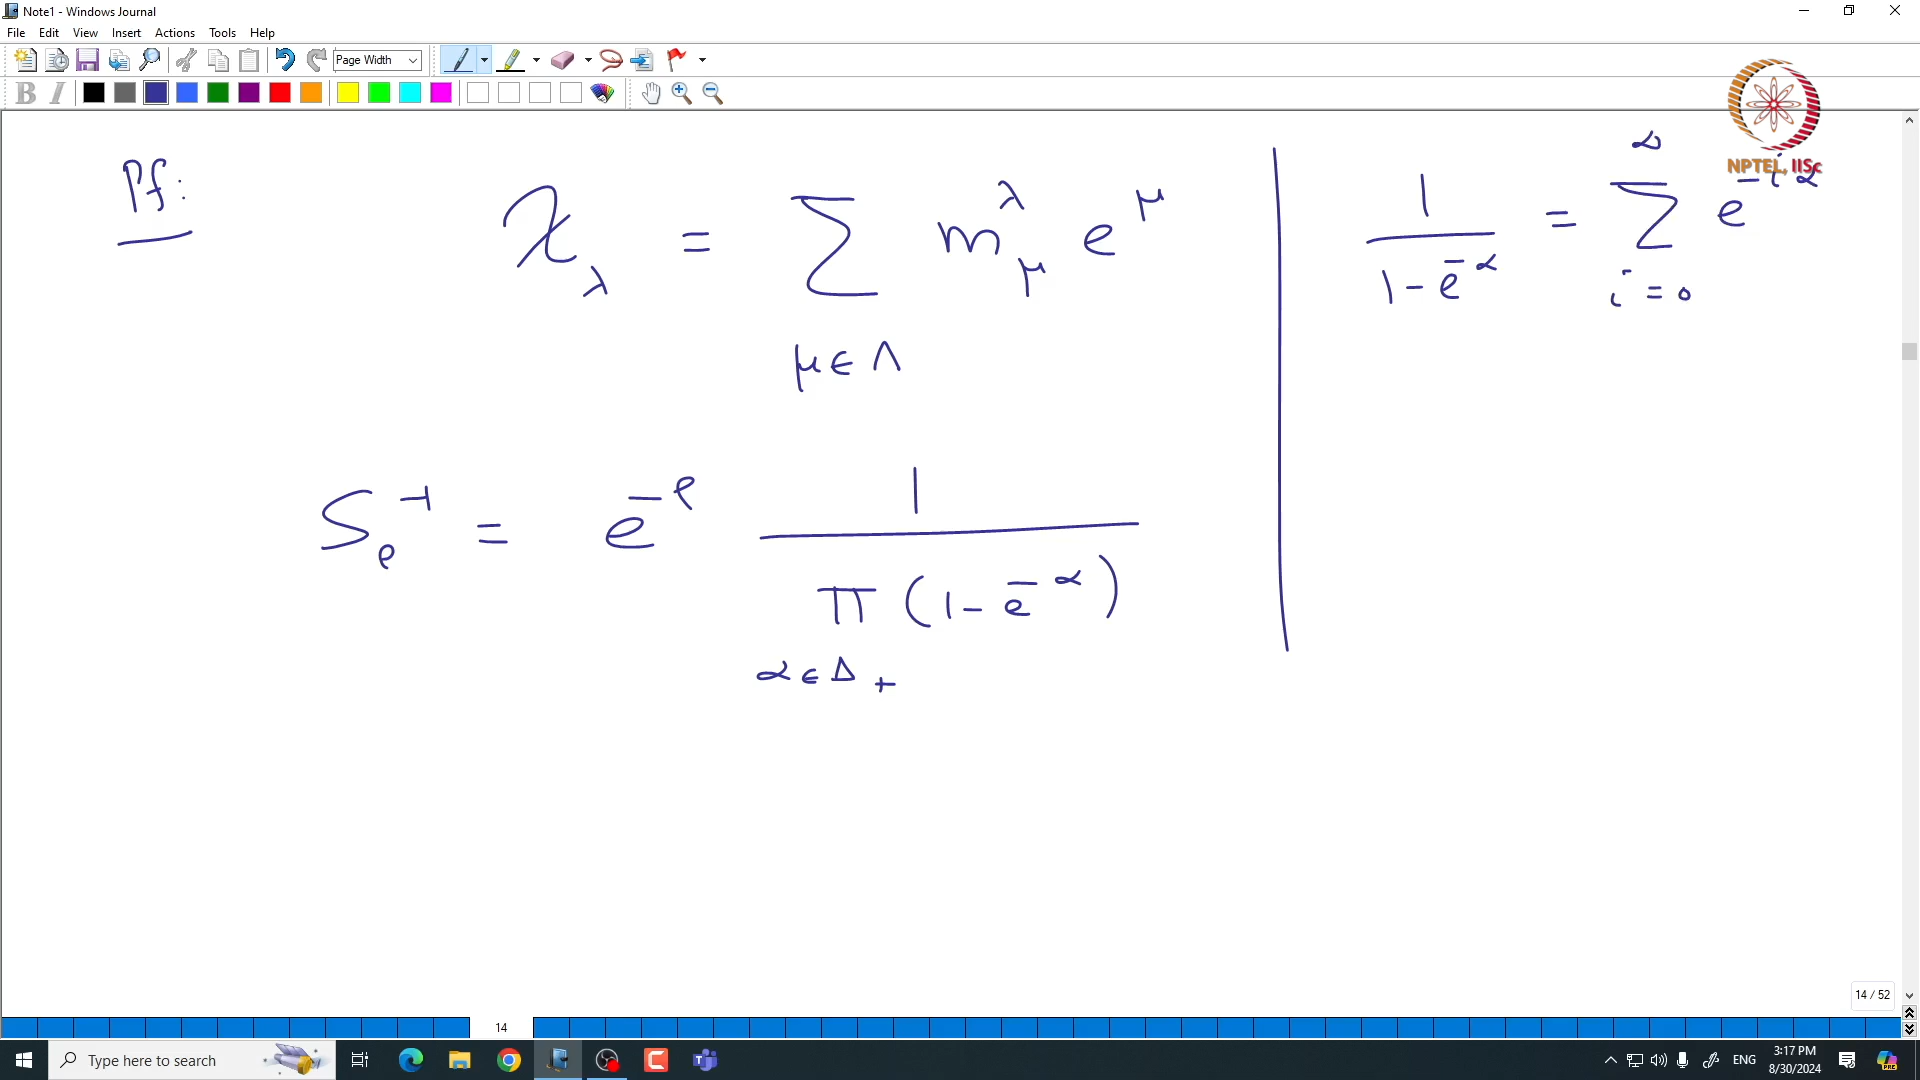 Note1 - Windows Journal
File Edit View Insert Actions Tools Help
Page Width
B I
NPTEL, IISc
Pf:
χ_λ = Σ_{μ∈Λ} m^λ_μ e^μ
1/(1-e^{-α}) = Σ_{i=0}^{∞} e^{-iα}
S_ρ^{-1} = e^{-ρ} 1/(Π_{α∈Δ+} (1-e^{-α}))
14 / 52
14
Type here to search
ENG
3:17 PM
8/30/2024